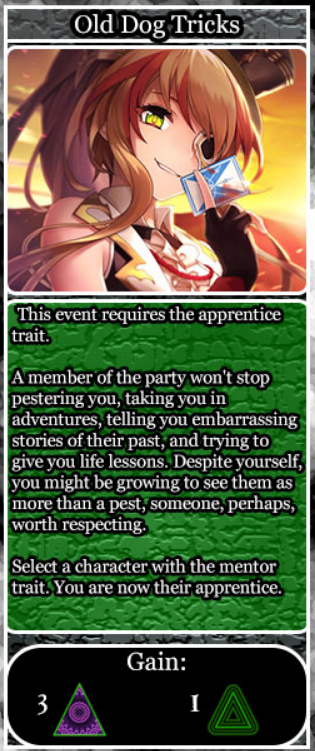 Old Dog Tricks
This event requires the apprentice
trait.
A member of the party won't stop
pestering you, taking you in
adventures, telling you embarrassing
stories of their past, and trying to
give you life lessons. Despite yourself,
you might be growing to see them as
more than a pest, someone, perhaps,
worth respecting.
Select a character with the mentor
trait. You are now their apprentice.
Gain:
3 1